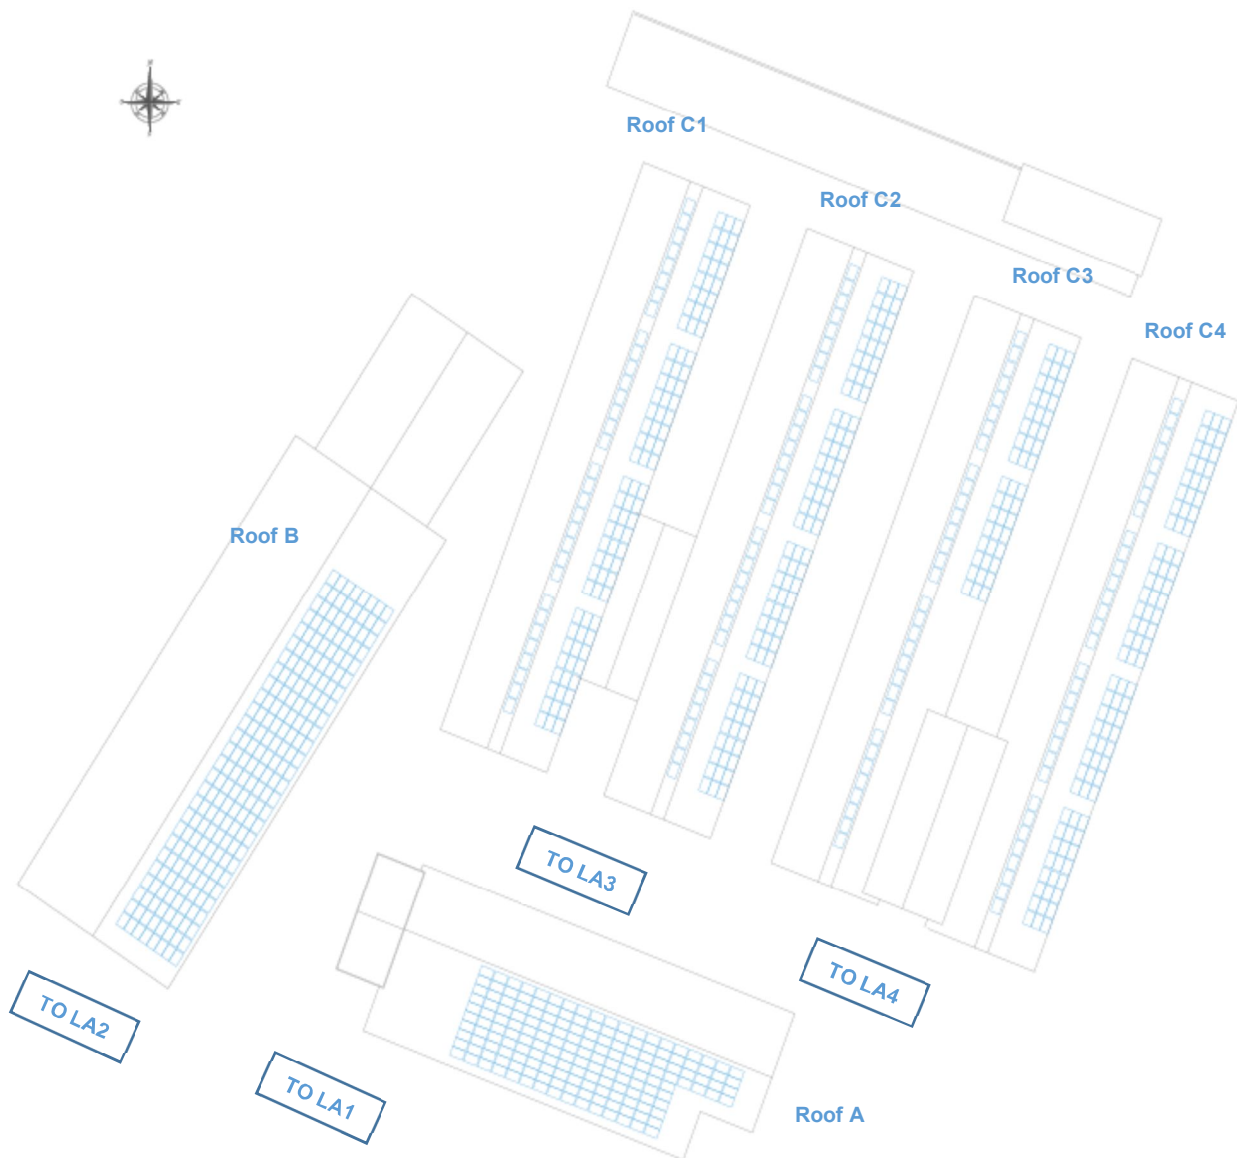 Roof C1
Roof C2
Roof C3
Roof C4
Roof B
TO LA3
TO LA4
TO LA2
TO LA1
Roof A